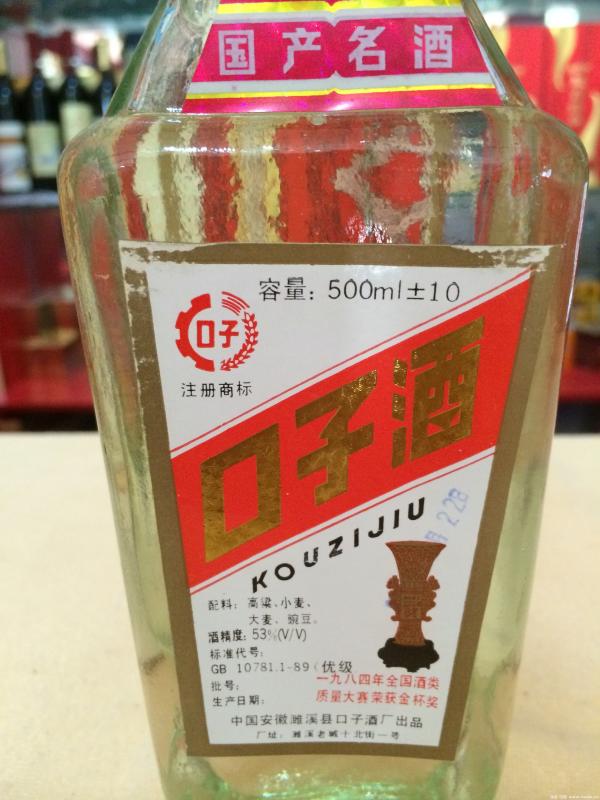 国产名酒
容量：500ml±10
口子
注册商标
口子酒
KOUZIJIU
2.28
配料：高粱、小麦、
大麦、豌豆。
酒精度：53%(V/V)
标准代号：
GB 10781.1-89（优级
批号：
生产日期：
一九八四年全国酒类
质量大赛荣获金杯奖
中国安徽濉溪县口子酒厂出品
厂址：濉溪老城十北街一号